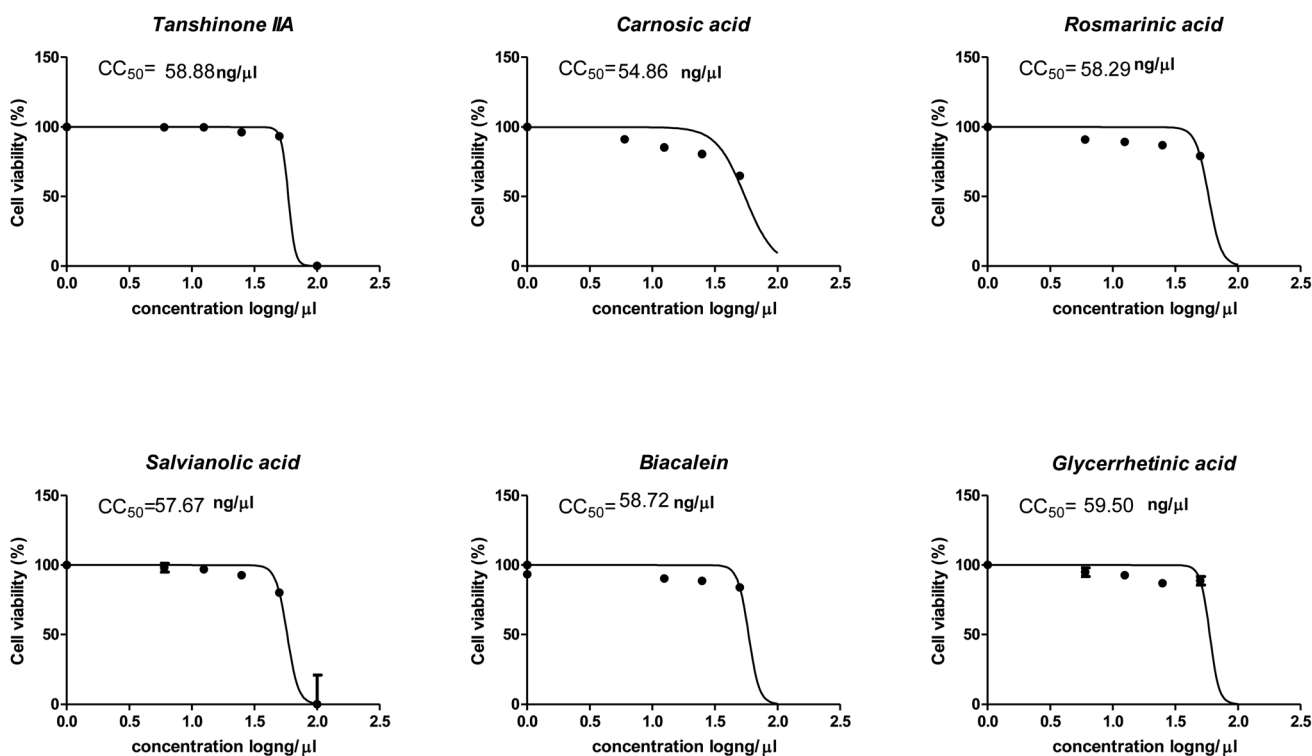 Tanshinone IIA
CC50= 58.88 ng/μl
150
100
50
0
Cell viability (%)
0.0 0.5 1.0 1.5 2.0 2.5
concentration logng/μl
Carnosic acid
CC50= 54.86 ng/μl
150
100
50
0
Cell viability (%)
0.0 0.5 1.0 1.5 2.0 2.5
concentration logng/μl
Rosmarinic acid
CC50= 58.29 ng/μl
150
100
50
0
Cell viability (%)
0.0 0.5 1.0 1.5 2.0 2.5
concentration logng/μl
Salvianolic acid
CC50=57.67 ng/μl
150
100
50
0
Cell viability (%)
0.0 0.5 1.0 1.5 2.0 2.5
concentration logng/μl
Biacalein
CC50= 58.72 ng/μl
150
100
50
0
Cell viability (%)
0.0 0.5 1.0 1.5 2.0 2.5
concentration logng/μl
Glycerrhetinic acid
CC50= 59.50 ng/μl
150
100
50
0
Cell viability (%)
0.0 0.5 1.0 1.5 2.0 2.5
concentration logng/μl